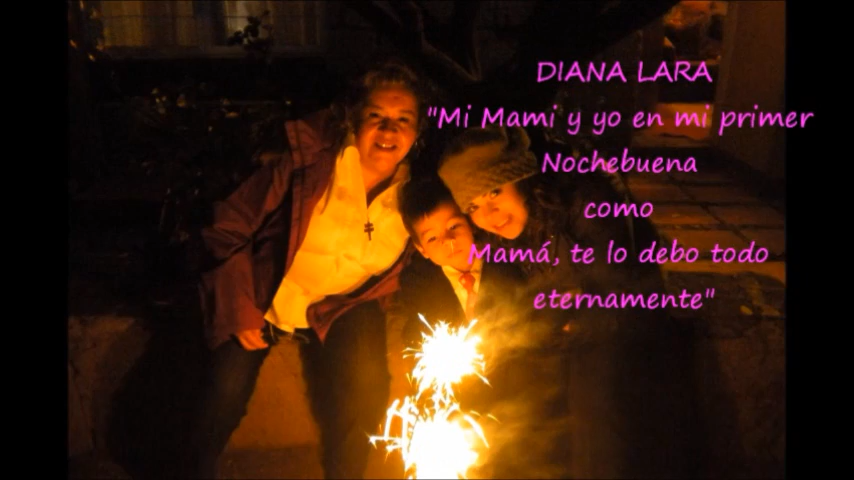 DIANA LARA
"Mi Mami y yo en mi primer
Nochebuena
como
Mamá, te lo debo todo
eternamente"